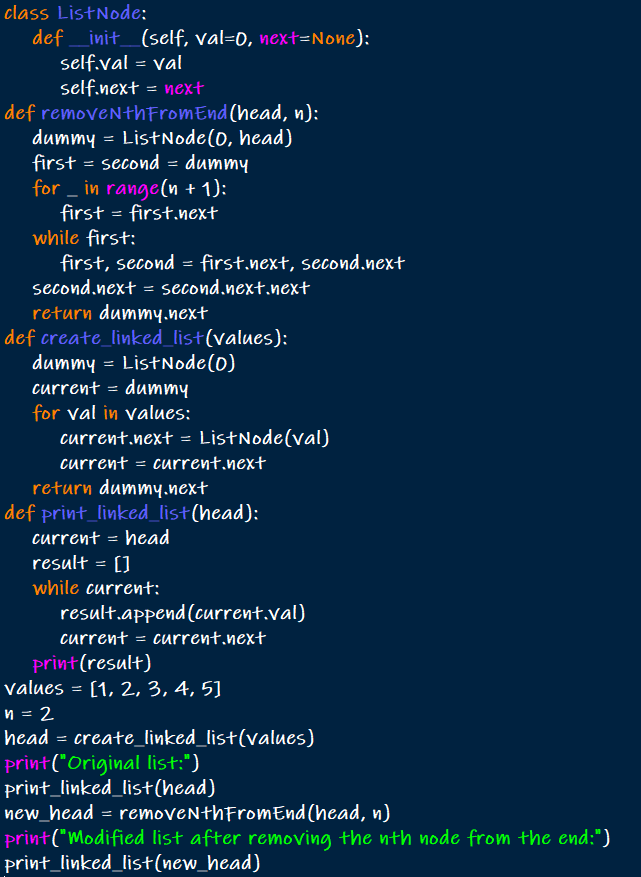 class ListNode:
    def __init__(self, val=0, next=None):
        self.val = val
        self.next = next
def removeNthFromEnd(head, n):
    dummy = ListNode(0, head)
    first = second = dummy
    for _ in range(n + 1):
        first = first.next
    while first:
        first, second = first.next, second.next
    second.next = second.next.next
    return dummy.next
def create_linked_list(values):
    dummy = ListNode(0)
    current = dummy
    for val in values:
        current.next = ListNode(val)
        current = current.next
    return dummy.next
def print_linked_list(head):
    current = head
    result = []
    while current:
        result.append(current.val)
        current = current.next
    print(result)
values = [1, 2, 3, 4, 5]
n = 2
head = create_linked_list(values)
print("Original list:")
print_linked_list(head)
new_head = removeNthFromEnd(head, n)
print("Modified list after removing the nth node from the end:")
print_linked_list(new_head)